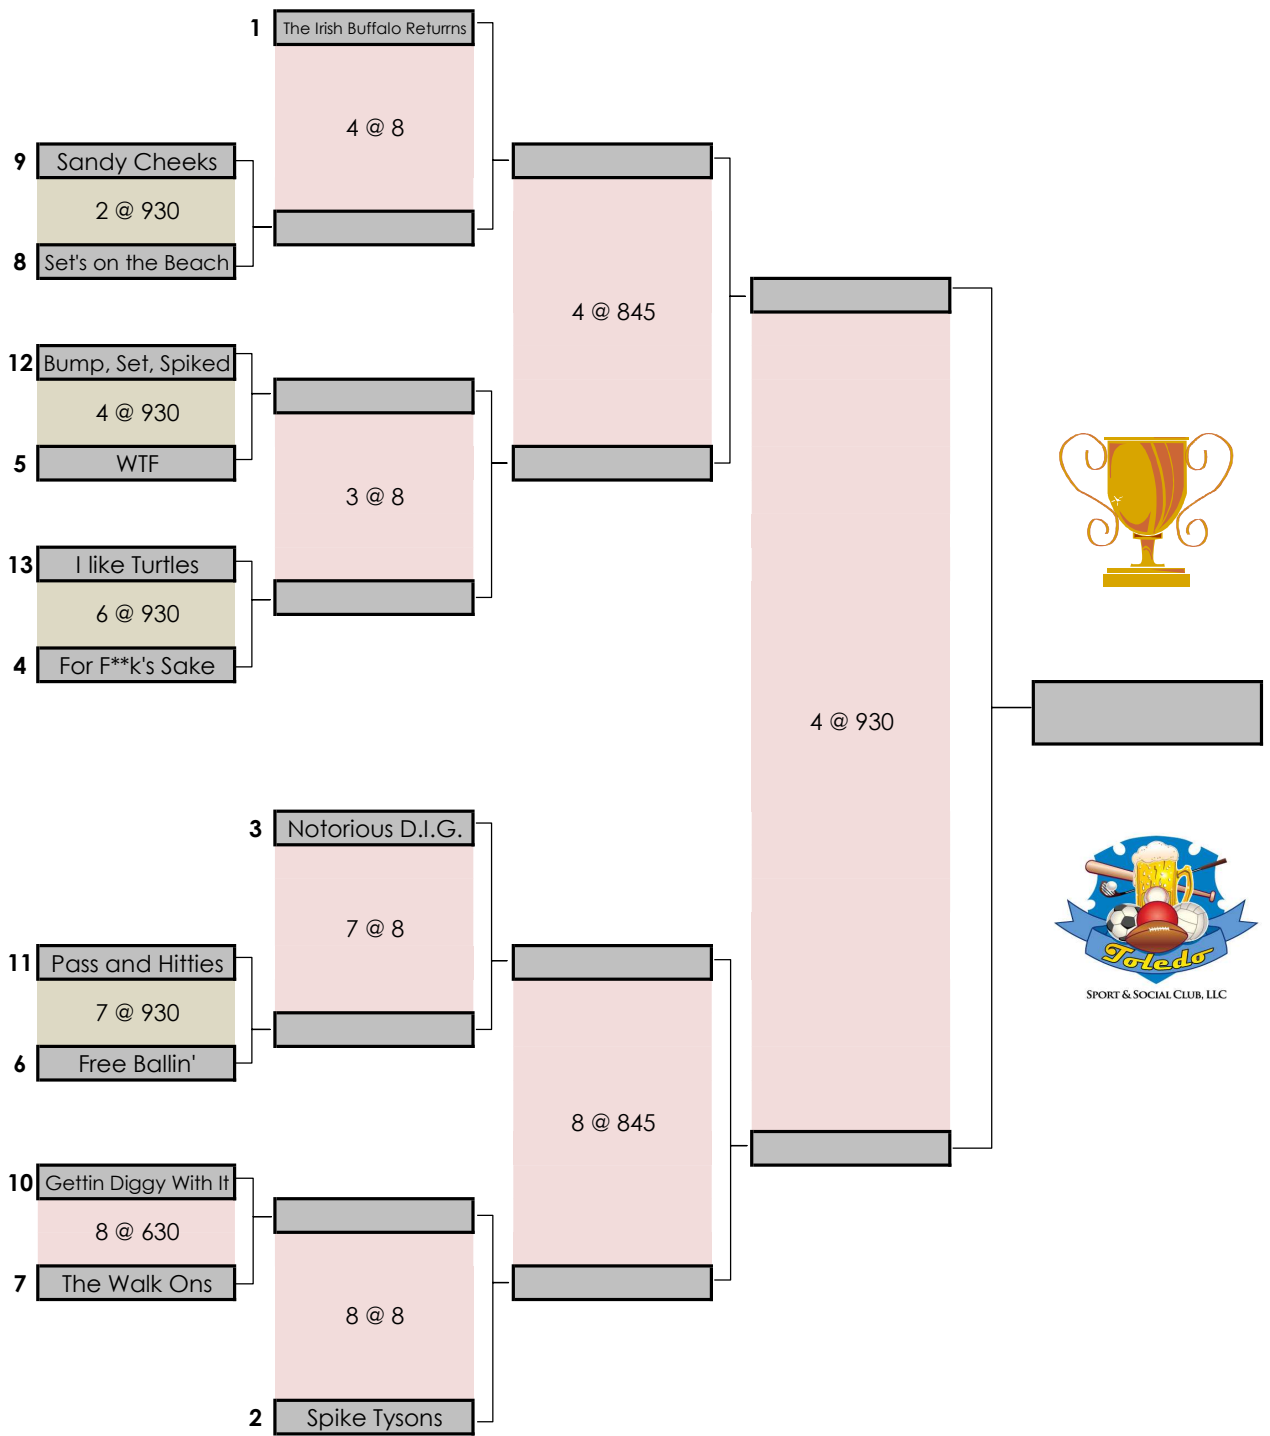 1 The Irish Buffalo Returrns
4 @ 8
9 Sandy Cheeks
2 @ 930
8 Set's on the Beach
4 @ 845
12 Bump, Set, Spiked
4 @ 930
5 WTF
3 @ 8
13 I like Turtles
6 @ 930
4 For F**k's Sake
4 @ 930
3 Notorious D.I.G.
7 @ 8
11 Pass and Hitties
7 @ 930
6 Free Ballin'
8 @ 845
10 Gettin Diggy With It
8 @ 630
7 The Walk Ons
8 @ 8
2 Spike Tysons
Toledo
SPORT & SOCIAL CLUB, LLC